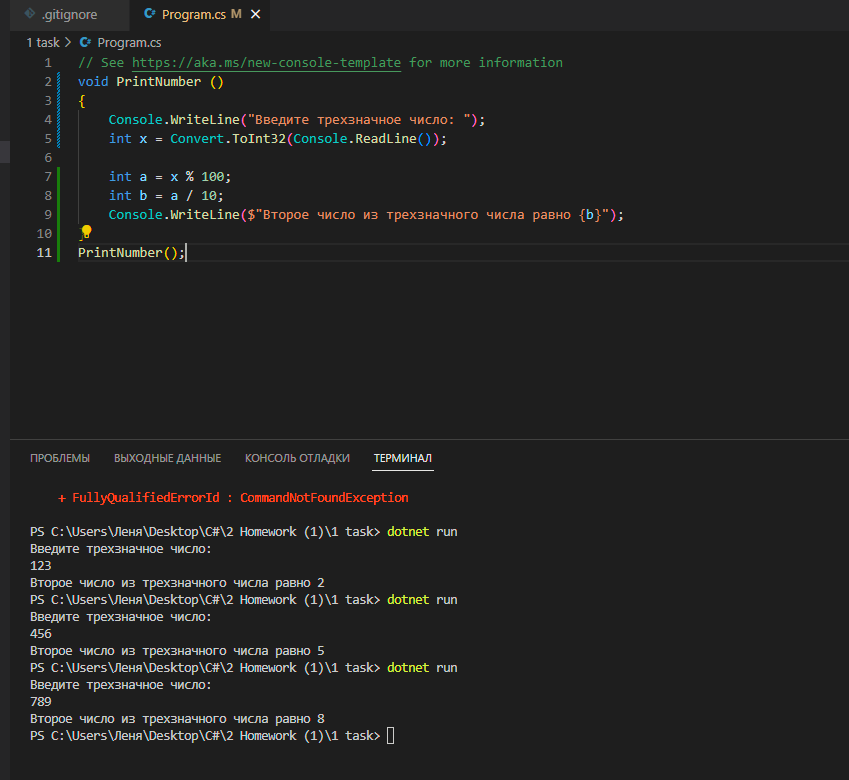 .gitignore
Program.cs M
1 task > Program.cs
1 // See https://aka.ms/new-console-template for more information
2 void PrintNumber ()
3 {
4 Console.WriteLine("Введите трехзначное число: ");
5 int x = Convert.ToInt32(Console.ReadLine());
6
7 int a = x % 100;
8 int b = a / 10;
9 Console.WriteLine($"Второе число из трехзначного числа равно {b}");
10 }
11 PrintNumber();
ПРОБЛЕМЫ ВЫХОДНЫЕ ДАННЫЕ КОНСОЛЬ ОТЛАДКИ ТЕРМИНАЛ
+ FullyQualifiedErrorId : CommandNotFoundException
PS C:\Users\Леня\Desktop\C#\2 Homework (1)\1 task> dotnet run
Введите трехзначное число:
123
Второе число из трехзначного числа равно 2
PS C:\Users\Леня\Desktop\C#\2 Homework (1)\1 task> dotnet run
Введите трехзначное число:
456
Второе число из трехзначного числа равно 5
PS C:\Users\Леня\Desktop\C#\2 Homework (1)\1 task> dotnet run
Введите трехзначное число:
789
Второе число из трехзначного числа равно 8
PS C:\Users\Леня\Desktop\C#\2 Homework (1)\1 task>